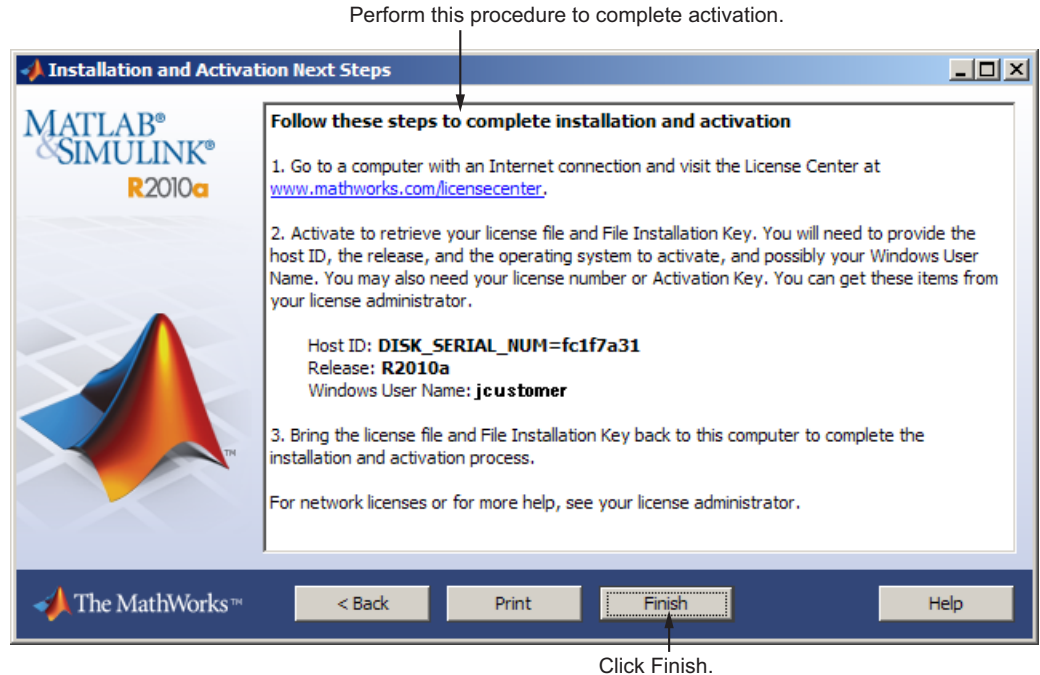 Perform this procedure to complete activation.
Installation and Activation Next Steps
MATLAB®
&SIMULINK®
R2010a
Follow these steps to complete installation and activation
1. Go to a computer with an Internet connection and visit the License Center at
www.mathworks.com/licensecenter.
2. Activate to retrieve your license file and File Installation Key. You will need to provide the
host ID, the release, and the operating system to activate, and possibly your Windows User
Name. You may also need your license number or Activation Key. You can get these items from
your license administrator.
Host ID: DISK_SERIAL_NUM=fc1f7a31
Release: R2010a
Windows User Name: jcustomer
3. Bring the license file and File Installation Key back to this computer to complete the
installation and activation process.
For network licenses or for more help, see your license administrator.
TM
The MathWorks™
< Back
Print
Finish
Help
Click Finish.